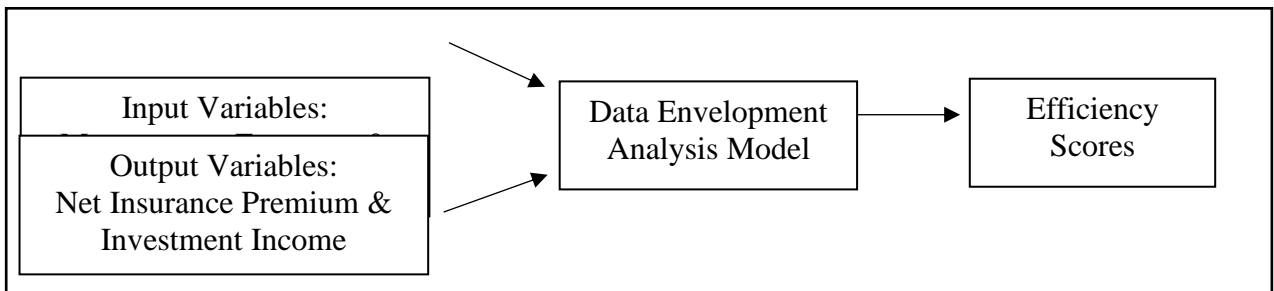 Input Variables:
Output Variables:
Net Insurance Premium &
Investment Income
Data Envelopment
Analysis Model
Efficiency
Scores